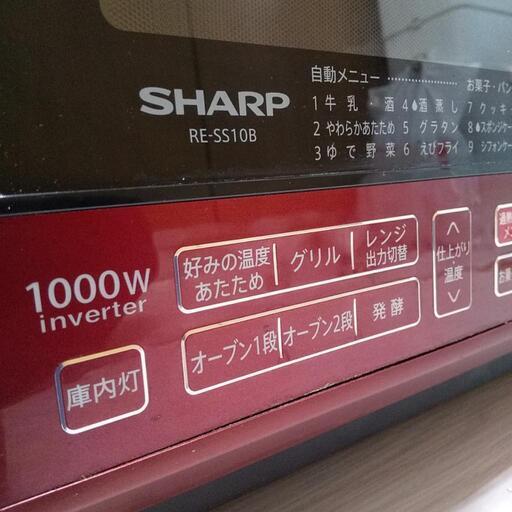 SHARP
RE-SS10B
自動メニュー
1 牛乳・酒 4 酒蒸し
2 やわらかあたため 5 グラタン
3 ゆで野菜 6 えびフライ
お菓子・パン
7 クッキ
8 スポンジケー
9 シフォンケー
1000W
inverter
好みの温度
あたため
グリル
レンジ
出力切替
仕上がり・
温度
オーブン1段
オーブン2段
発酵
庫内灯